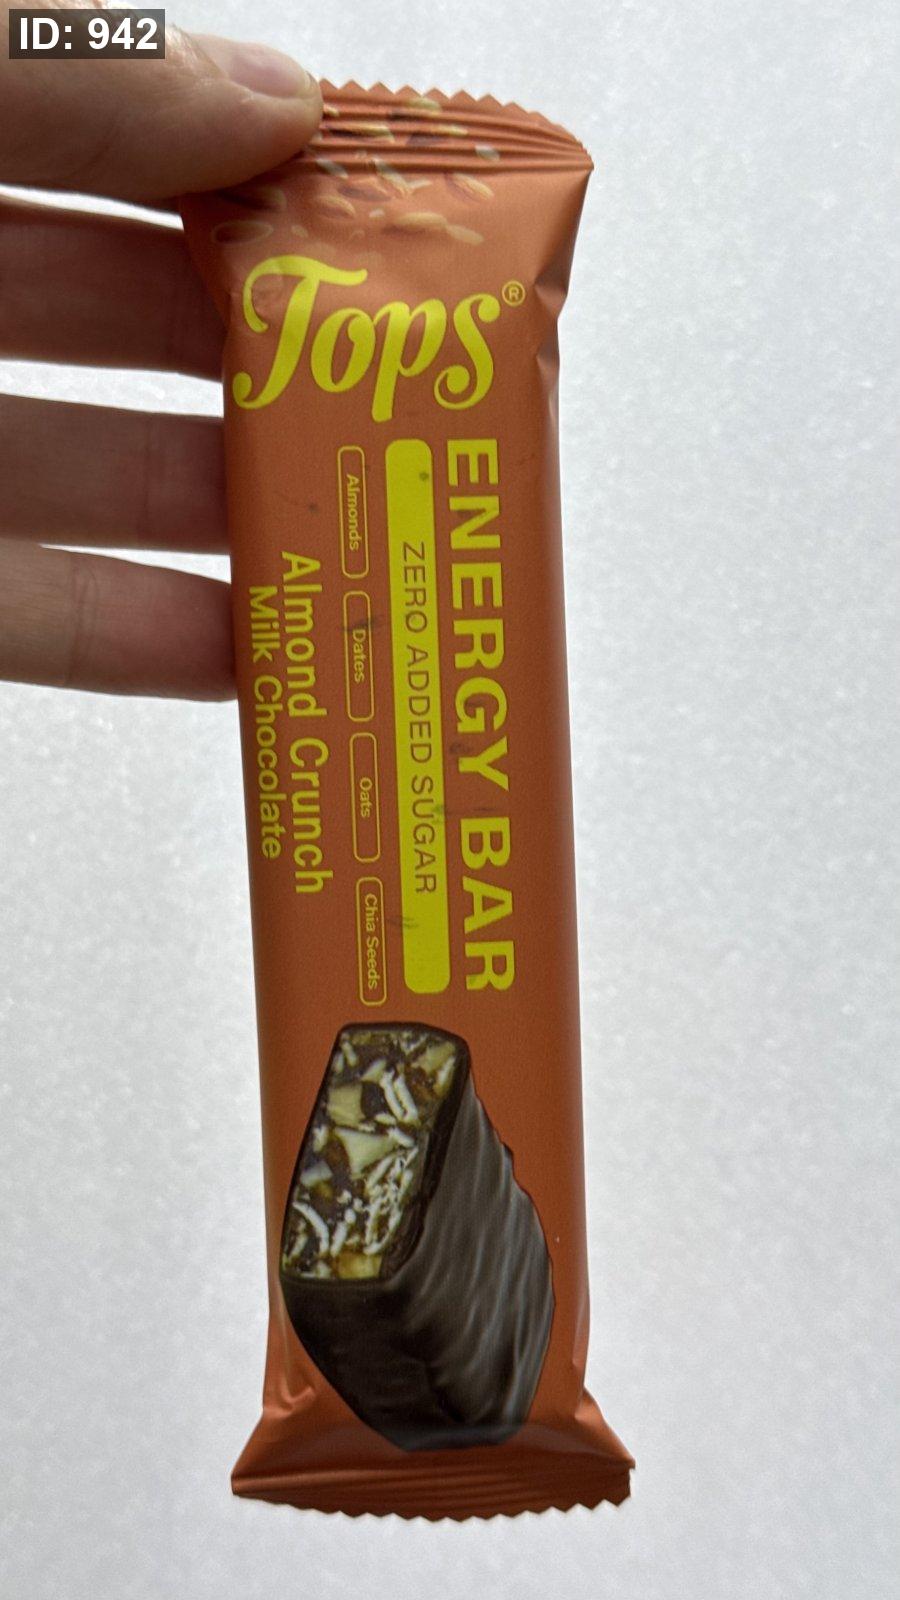 ID: 942
Tops®
ENERGY BAR
ZERO ADDED SUGAR
Almonds
Dates
Oats
Chia Seeds
Almond Crunch
Milk Chocolate